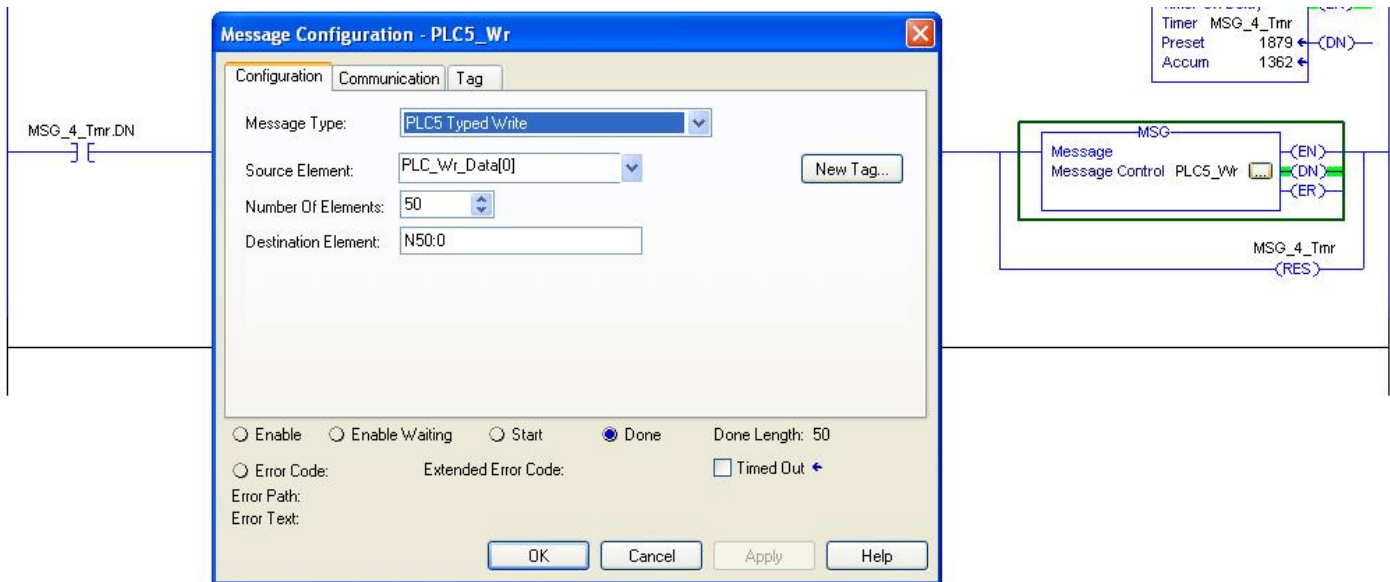 Timer MSG_4_Tmr
Preset 1879 (DN)
Accum 1362
Message Configuration - PLC5_Wr
Configuration Communication Tag
Message Type: PLC5 Typed Write
Source Element: PLC_Wr_Data[0] New Tag...
Number Of Elements: 50
Destination Element: N50:0
MSG_4_Tmr.DN
MSG
Message (EN)
Message Control PLC5_Wr ... (DN)
(ER)
MSG_4_Tmr
(RES)
Enable Enable Waiting Start Done Done Length: 50
Error Code: Extended Error Code: Timed Out
Error Path:
Error Text:
OK Cancel Apply Help